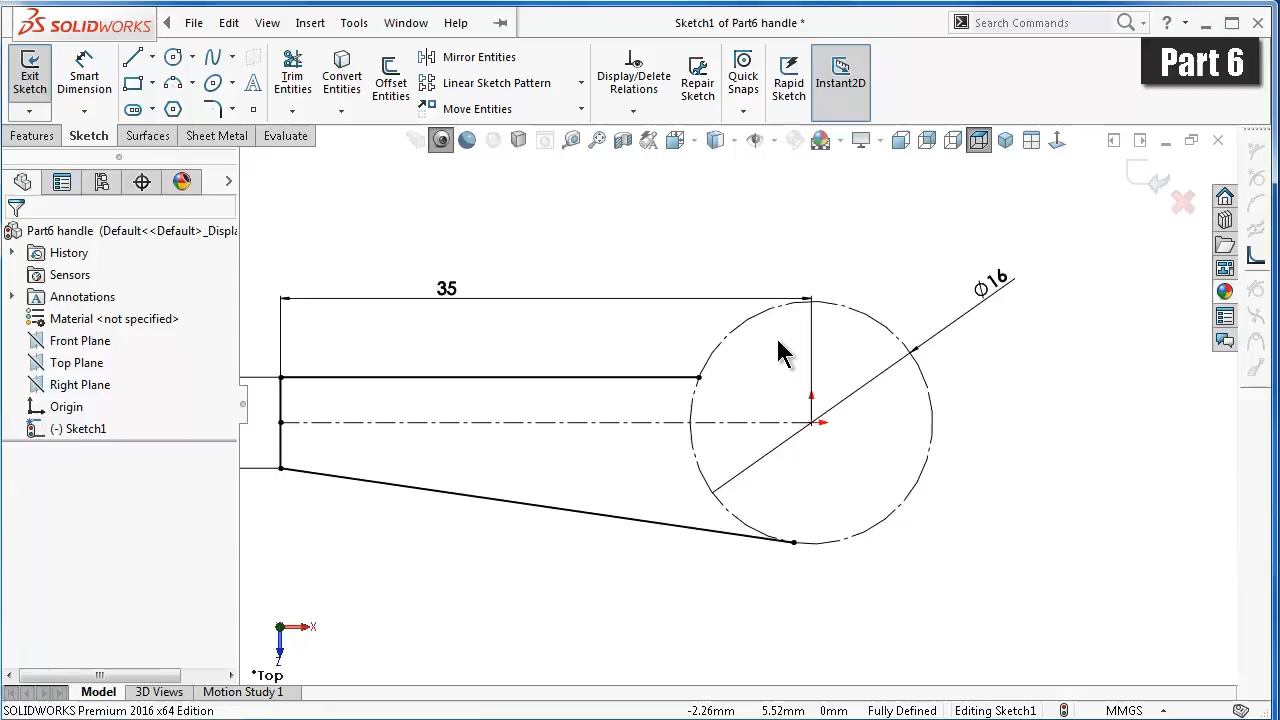 SOLIDWORKS File Edit View Insert Tools Window Help Sketch1 of Part6 handle * Search Commands ?
Part 6
Exit Sketch
Smart Dimension
Trim Entities
Convert Entities
Offset Entities
Mirror Entities
Linear Sketch Pattern
Move Entities
Display/Delete Relations
Repair Sketch
Quick Snaps
Rapid Sketch
Instant2D
Features Sketch Surfaces Sheet Metal Evaluate
Part6 handle (Default<<Default>_Displa
History
Sensors
Annotations
Material <not specified>
Front Plane
Top Plane
Right Plane
Origin
(-) Sketch1
35
Ø16
X
Z
*Top
Model 3D Views Motion Study 1
SOLIDWORKS Premium 2016 x64 Edition -2.26mm 5.52mm 0mm Fully Defined Editing Sketch1 MMGS